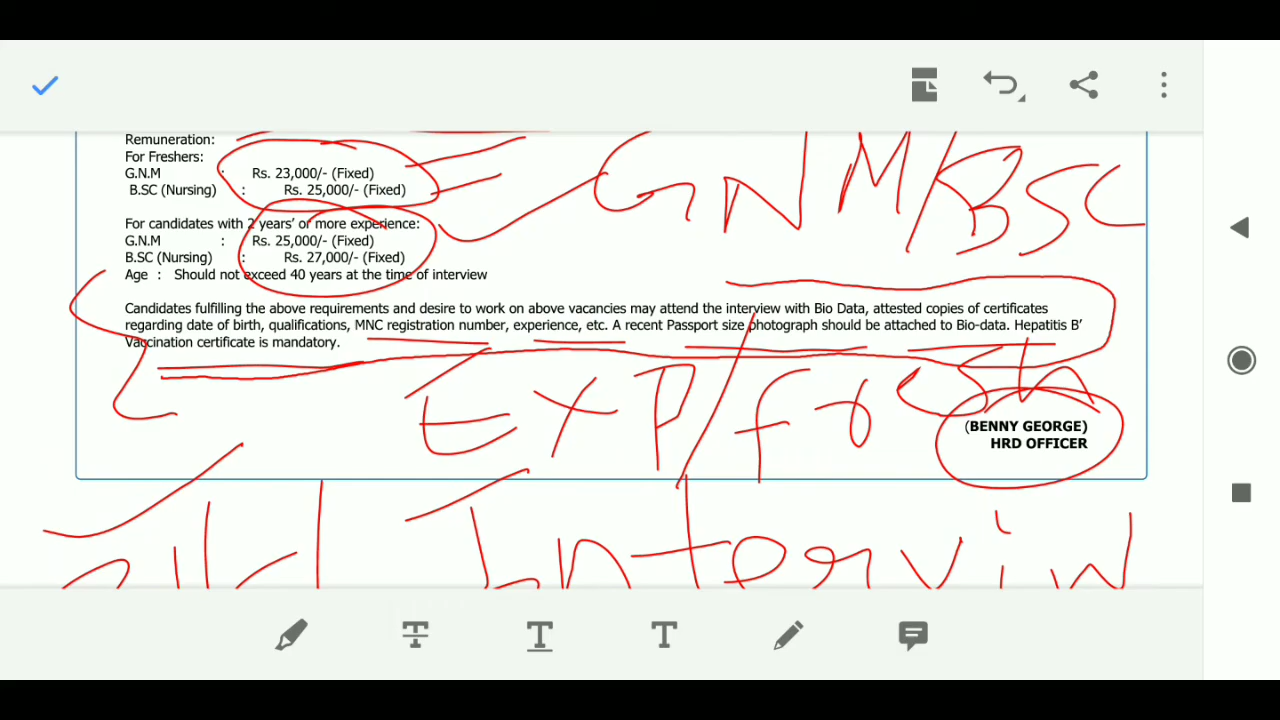 Remuneration:
For Freshers:
G.N.M : Rs. 23,000/- (Fixed)
B.SC (Nursing) : Rs. 25,000/- (Fixed)
GNM/BSC
For candidates with 2 years' or more experience:
G.N.M : Rs. 25,000/- (Fixed)
B.SC (Nursing) : Rs. 27,000/- (Fixed)
Age : Should not exceed 40 years at the time of interview
Candidates fulfilling the above requirements and desire to work on above vacancies may attend the interview with Bio Data, attested copies of certificates
regarding date of birth, qualifications, MNC registration number, experience, etc. A recent Passport size photograph should be attached to Bio-data. Hepatitis B'
Vaccination certificate is mandatory.
EXP/fresh
(BENNY GEORGE)
HRD OFFICER
Interview